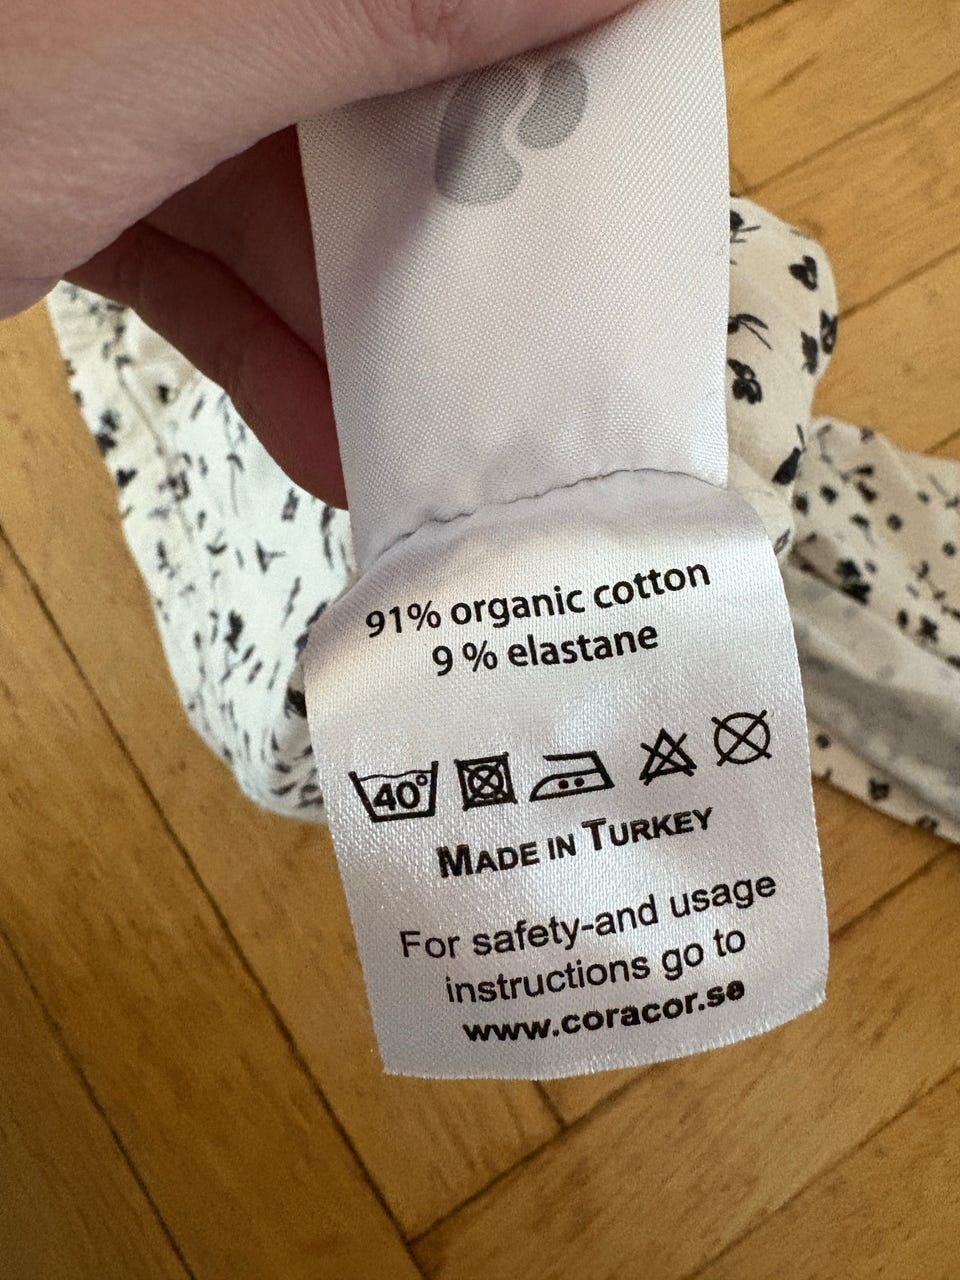 91% organic cotton
9 % elastane
40°
MADE IN TURKEY
For safety-and usage
instructions go to
www.coracor.se